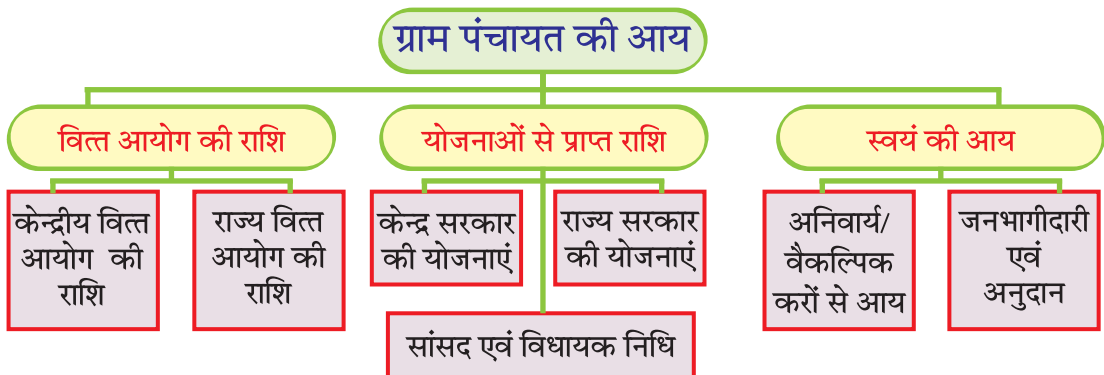 ग्राम पंचायत की आय
वित्त आयोग की राशि
योजनाओं से प्राप्त राशि
स्वयं की आय
केन्द्रीय वित्त
आयोग की
राशि
राज्य वित्त
आयोग की
राशि
केन्द्र सरकार
की योजनाएं
राज्य सरकार
की योजनाएं
सांसद एवं विधायक निधि
अनिवार्य/
वैकल्पिक
करों से आय
जनभागीदारी
एवं
अनुदान